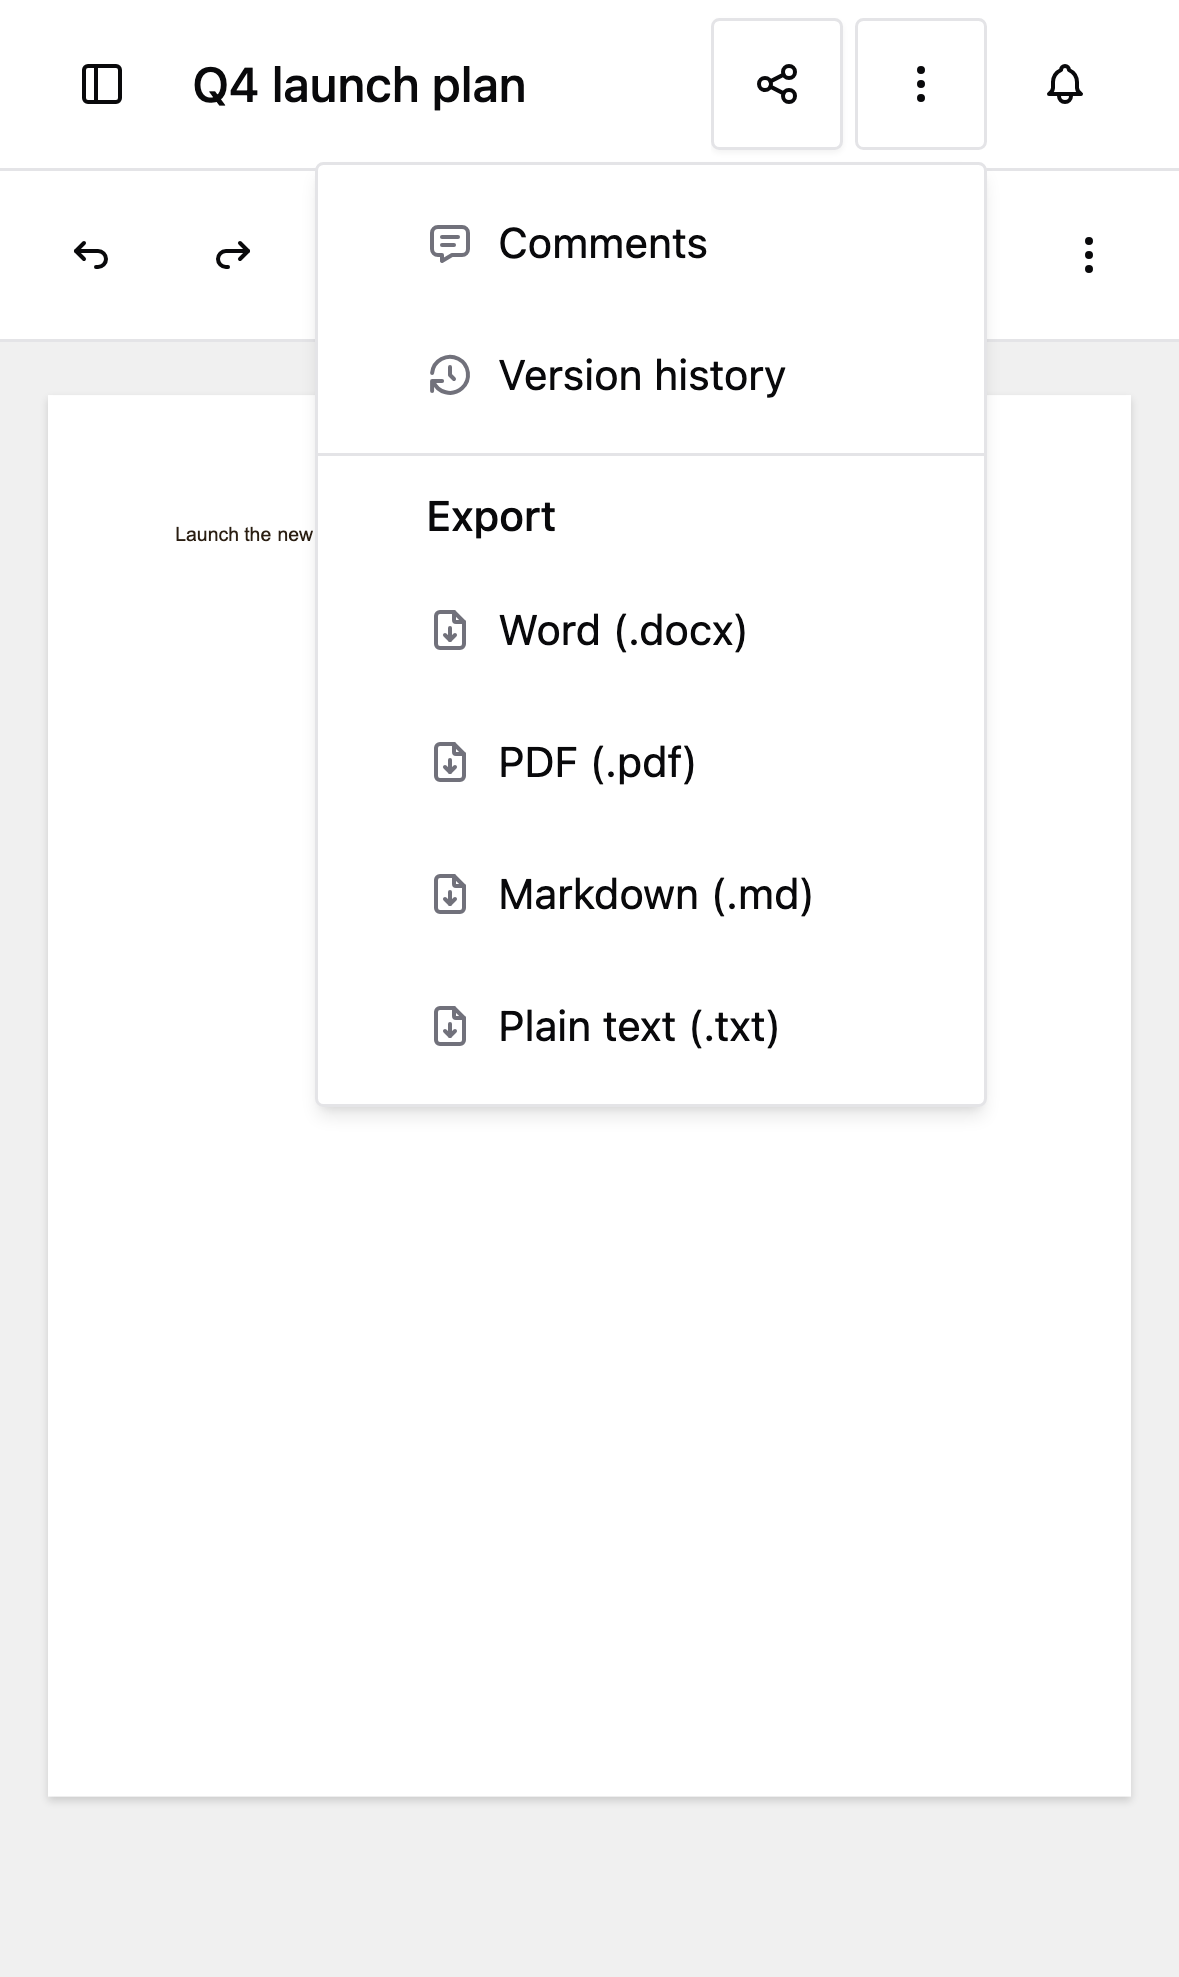 Q4 launch plan
Comments
Version history
Launch the new
Export
Word (.docx)
PDF (.pdf)
Markdown (.md)
Plain text (.txt)